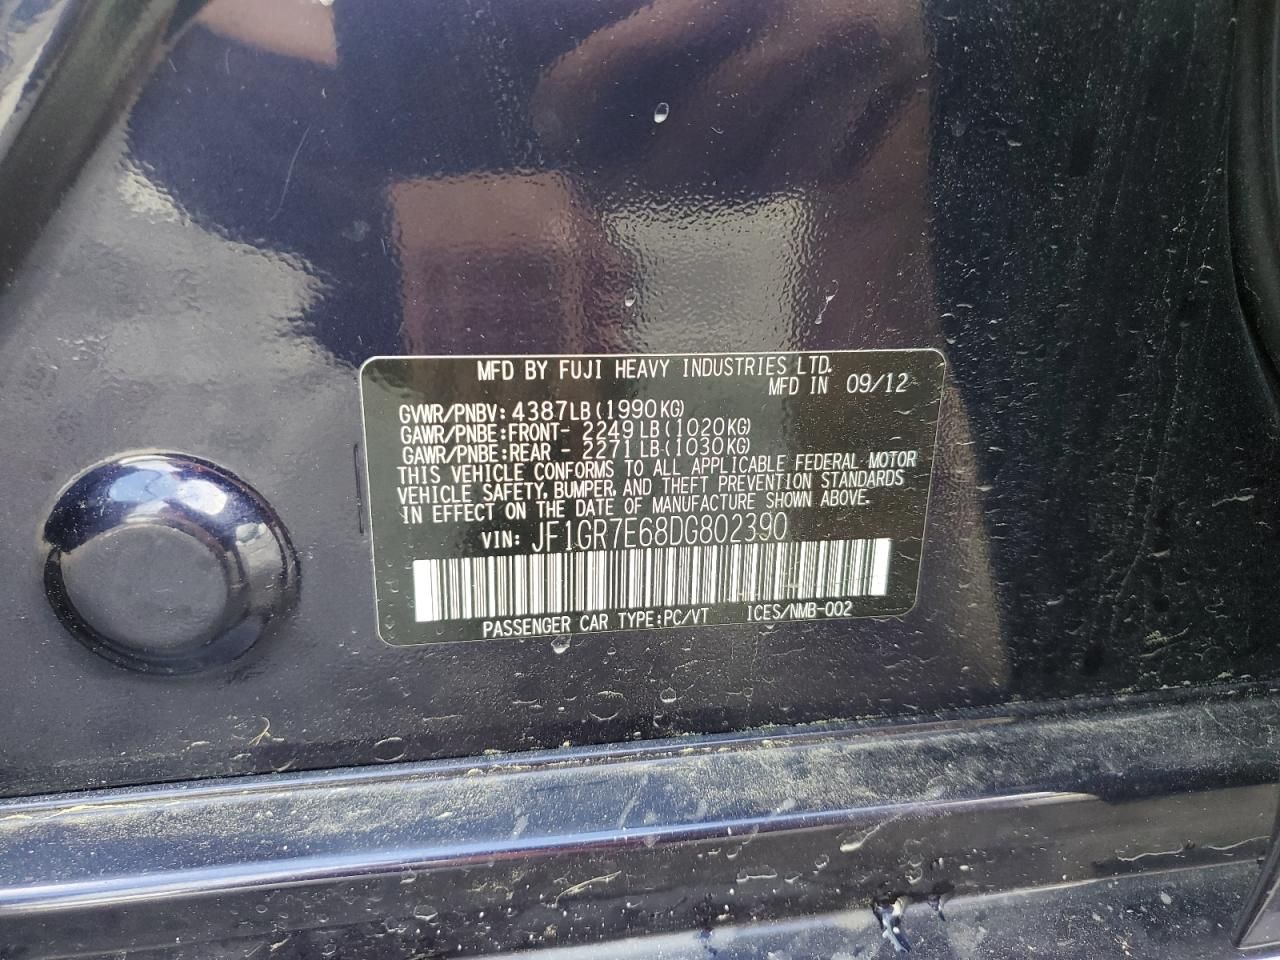 MFD BY FUJI HEAVY INDUSTRIES LTD.
MFD IN 09/12
GVWR/PNBV:4387LB(1990KG)
GAWR/PNBE:FRONT- 2249LB(1020KG)
GAWR/PNBE:REAR - 2271LB(1030KG)
THIS VEHICLE CONFORMS TO ALL APPLICABLE FEDERAL MOTOR
VEHICLE SAFETY, BUMPER, AND THEFT PREVENTION STANDARDS
IN EFFECT ON THE DATE OF MANUFACTURE SHOWN ABOVE.
VIN: JF1GR7E68DG802390
PASSENGER CAR TYPE:PC/VT ICES/NMB-002